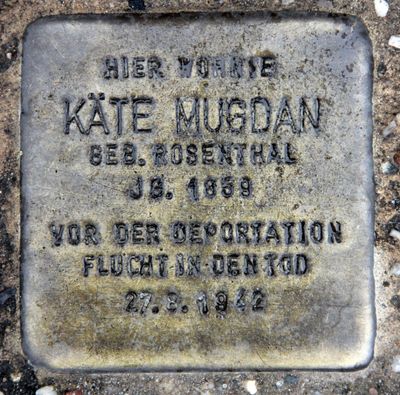 HIER WOHNTE
KÄTE MUGDAN
GEB. ROSENTHAL
JG. 1859
VOR DER DEPORTATION
FLUCHT IN DEN TOD
27.8.1942